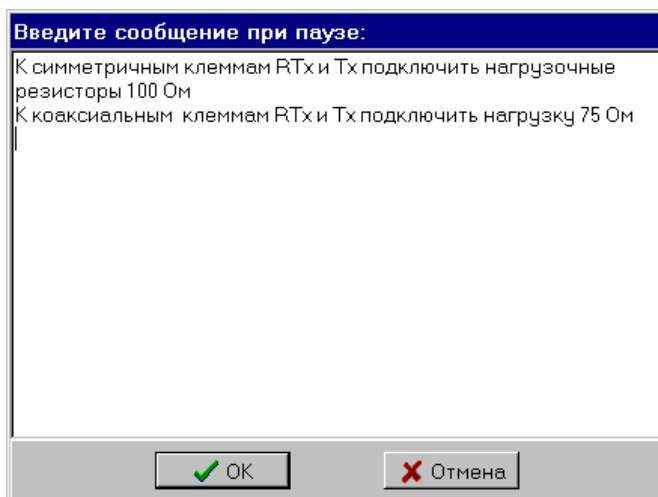 Введите сообщение при паузе:
К симметричным клеммам RTx и Tx подключить нагрузочные
резисторы 100 Ом
К коаксиальным клеммам RTx и Tx подключить нагрузку 75 Ом
OK
Отмена